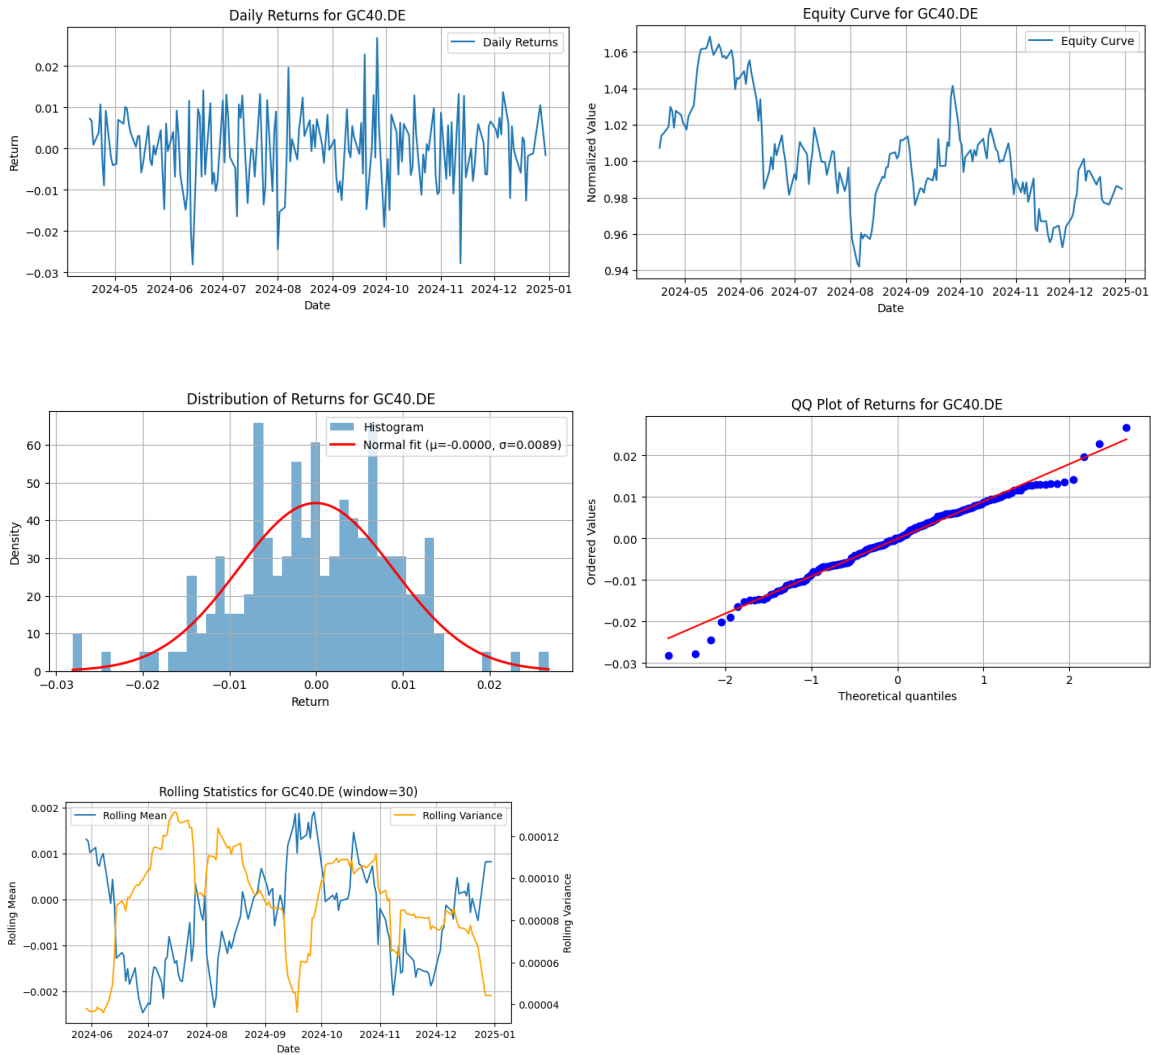 Daily Returns for GC40.DE
Daily Returns
0.02
0.01
0.00
−0.01
−0.02
−0.03
Return
2024-05 2024-06 2024-07 2024-08 2024-09 2024-10 2024-11 2024-12 2025-01
Date
Equity Curve for GC40.DE
Equity Curve
1.06
1.04
1.02
1.00
0.98
0.96
0.94
Normalized Value
2024-05 2024-06 2024-07 2024-08 2024-09 2024-10 2024-11 2024-12 2025-01
Date
Distribution of Returns for GC40.DE
Histogram
Normal fit (μ=-0.0000, σ=0.0089)
60
50
40
30
20
10
0
Density
−0.03 −0.02 −0.01 0.00 0.01 0.02
Return
QQ Plot of Returns for GC40.DE
0.02
0.01
0.00
−0.01
−0.02
−0.03
Ordered Values
−2 −1 0 1 2
Theoretical quantiles
Rolling Statistics for GC40.DE (window=30)
Rolling Mean
Rolling Variance
0.002
0.001
0.000
−0.001
−0.002
Rolling Mean
0.00012
0.00010
0.00008
0.00006
0.00004
Rolling Variance
2024-06 2024-07 2024-08 2024-09 2024-10 2024-11 2024-12 2025-01
Date